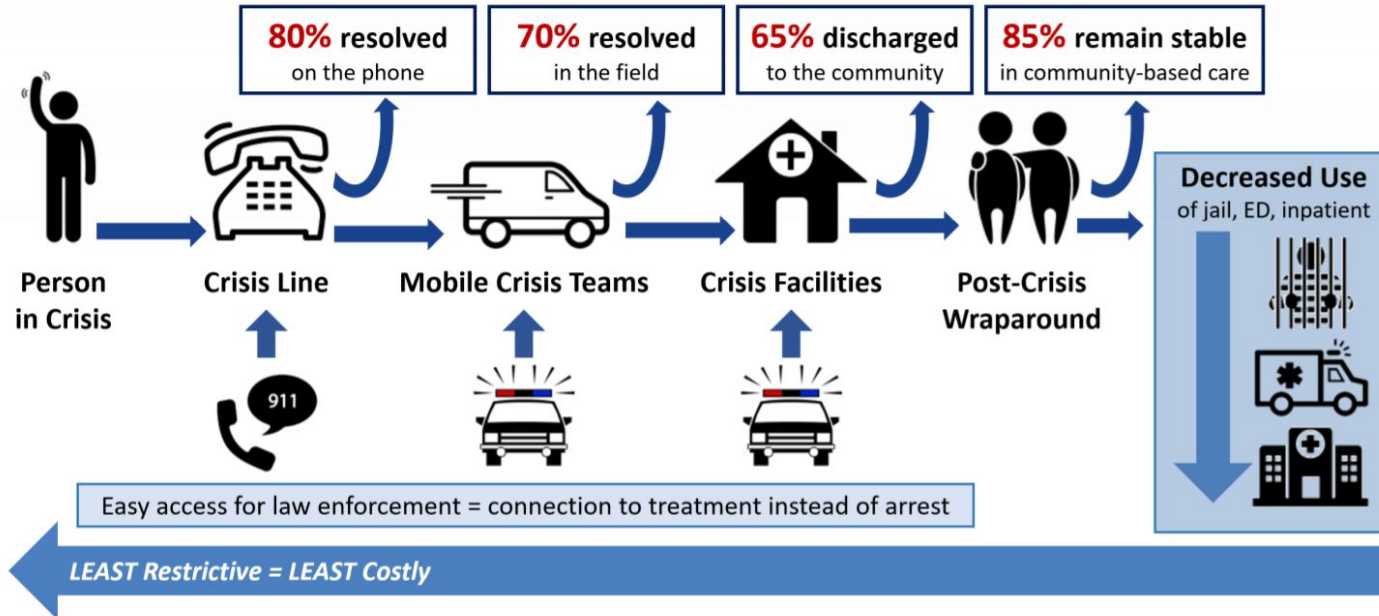 80% resolved
on the phone
70% resolved
in the field
65% discharged
to the community
85% remain stable
in community-based care
Person
in Crisis
Crisis Line
Mobile Crisis Teams
Crisis Facilities
Post-Crisis
Wraparound
Decreased Use
of jail, ED, inpatient
911
Easy access for law enforcement = connection to treatment instead of arrest
LEAST Restrictive = LEAST Costly